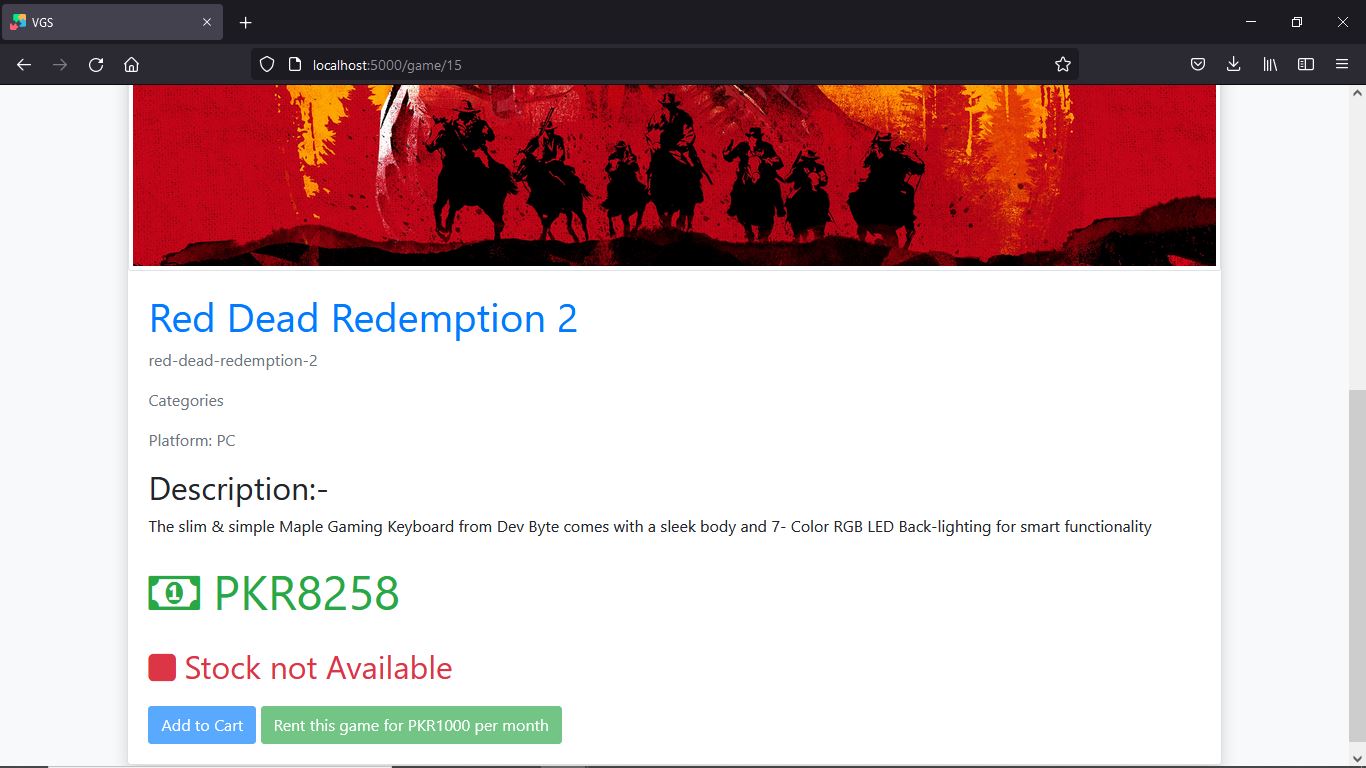 VGS
localhost:5000/game/15
Red Dead Redemption 2
red-dead-redemption-2
Categories
Platform: PC
Description:-
The slim & simple Maple Gaming Keyboard from Dev Byte comes with a sleek body and 7- Color RGB LED Back-lighting for smart functionality
1 PKR8258
Stock not Available
Add to Cart Rent this game for PKR1000 per month